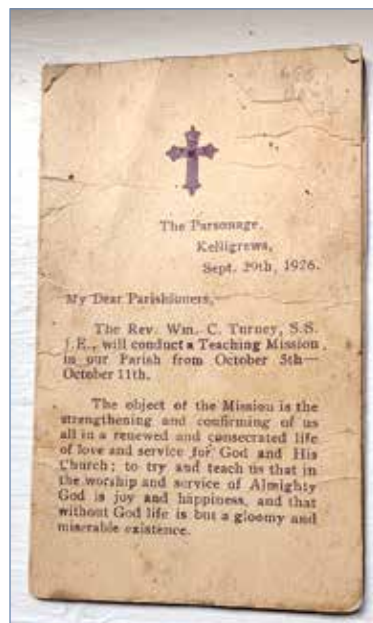 The Parsonage,
Kelligrews,
Sept. 29th, 1926.
My Dear Parishioners,—
The Rev. Wm. C. Turney, S.S.
J.E., will conduct a Teaching Mission
in our Parish from October 5th—
October 11th.
The object of the Mission is the
strengthening and confirming of us
all in a renewed and consecrated life
of love and service for God and His
Church; to try and teach us that in
the worship and service of Almighty
God is joy and happiness, and that
without God life is but a gloomy and
miserable existence.